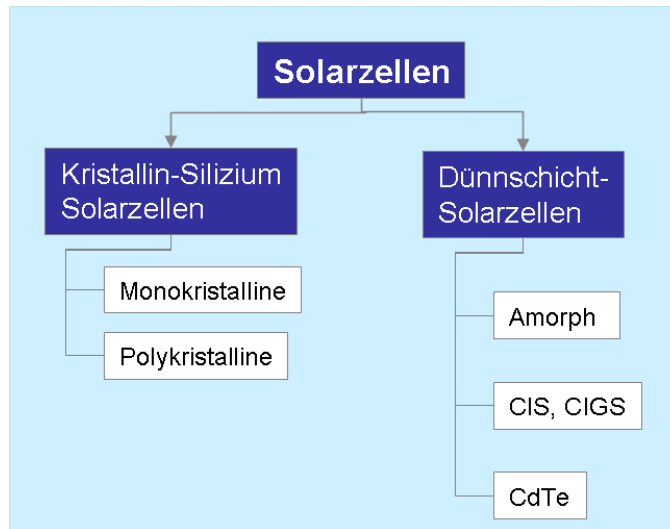 Solarzellen
Kristallin-Silizium
Solarzellen
Monokristalline
Polykristalline
Dünnschicht-
Solarzellen
Amorph
CIS, CIGS
CdTe